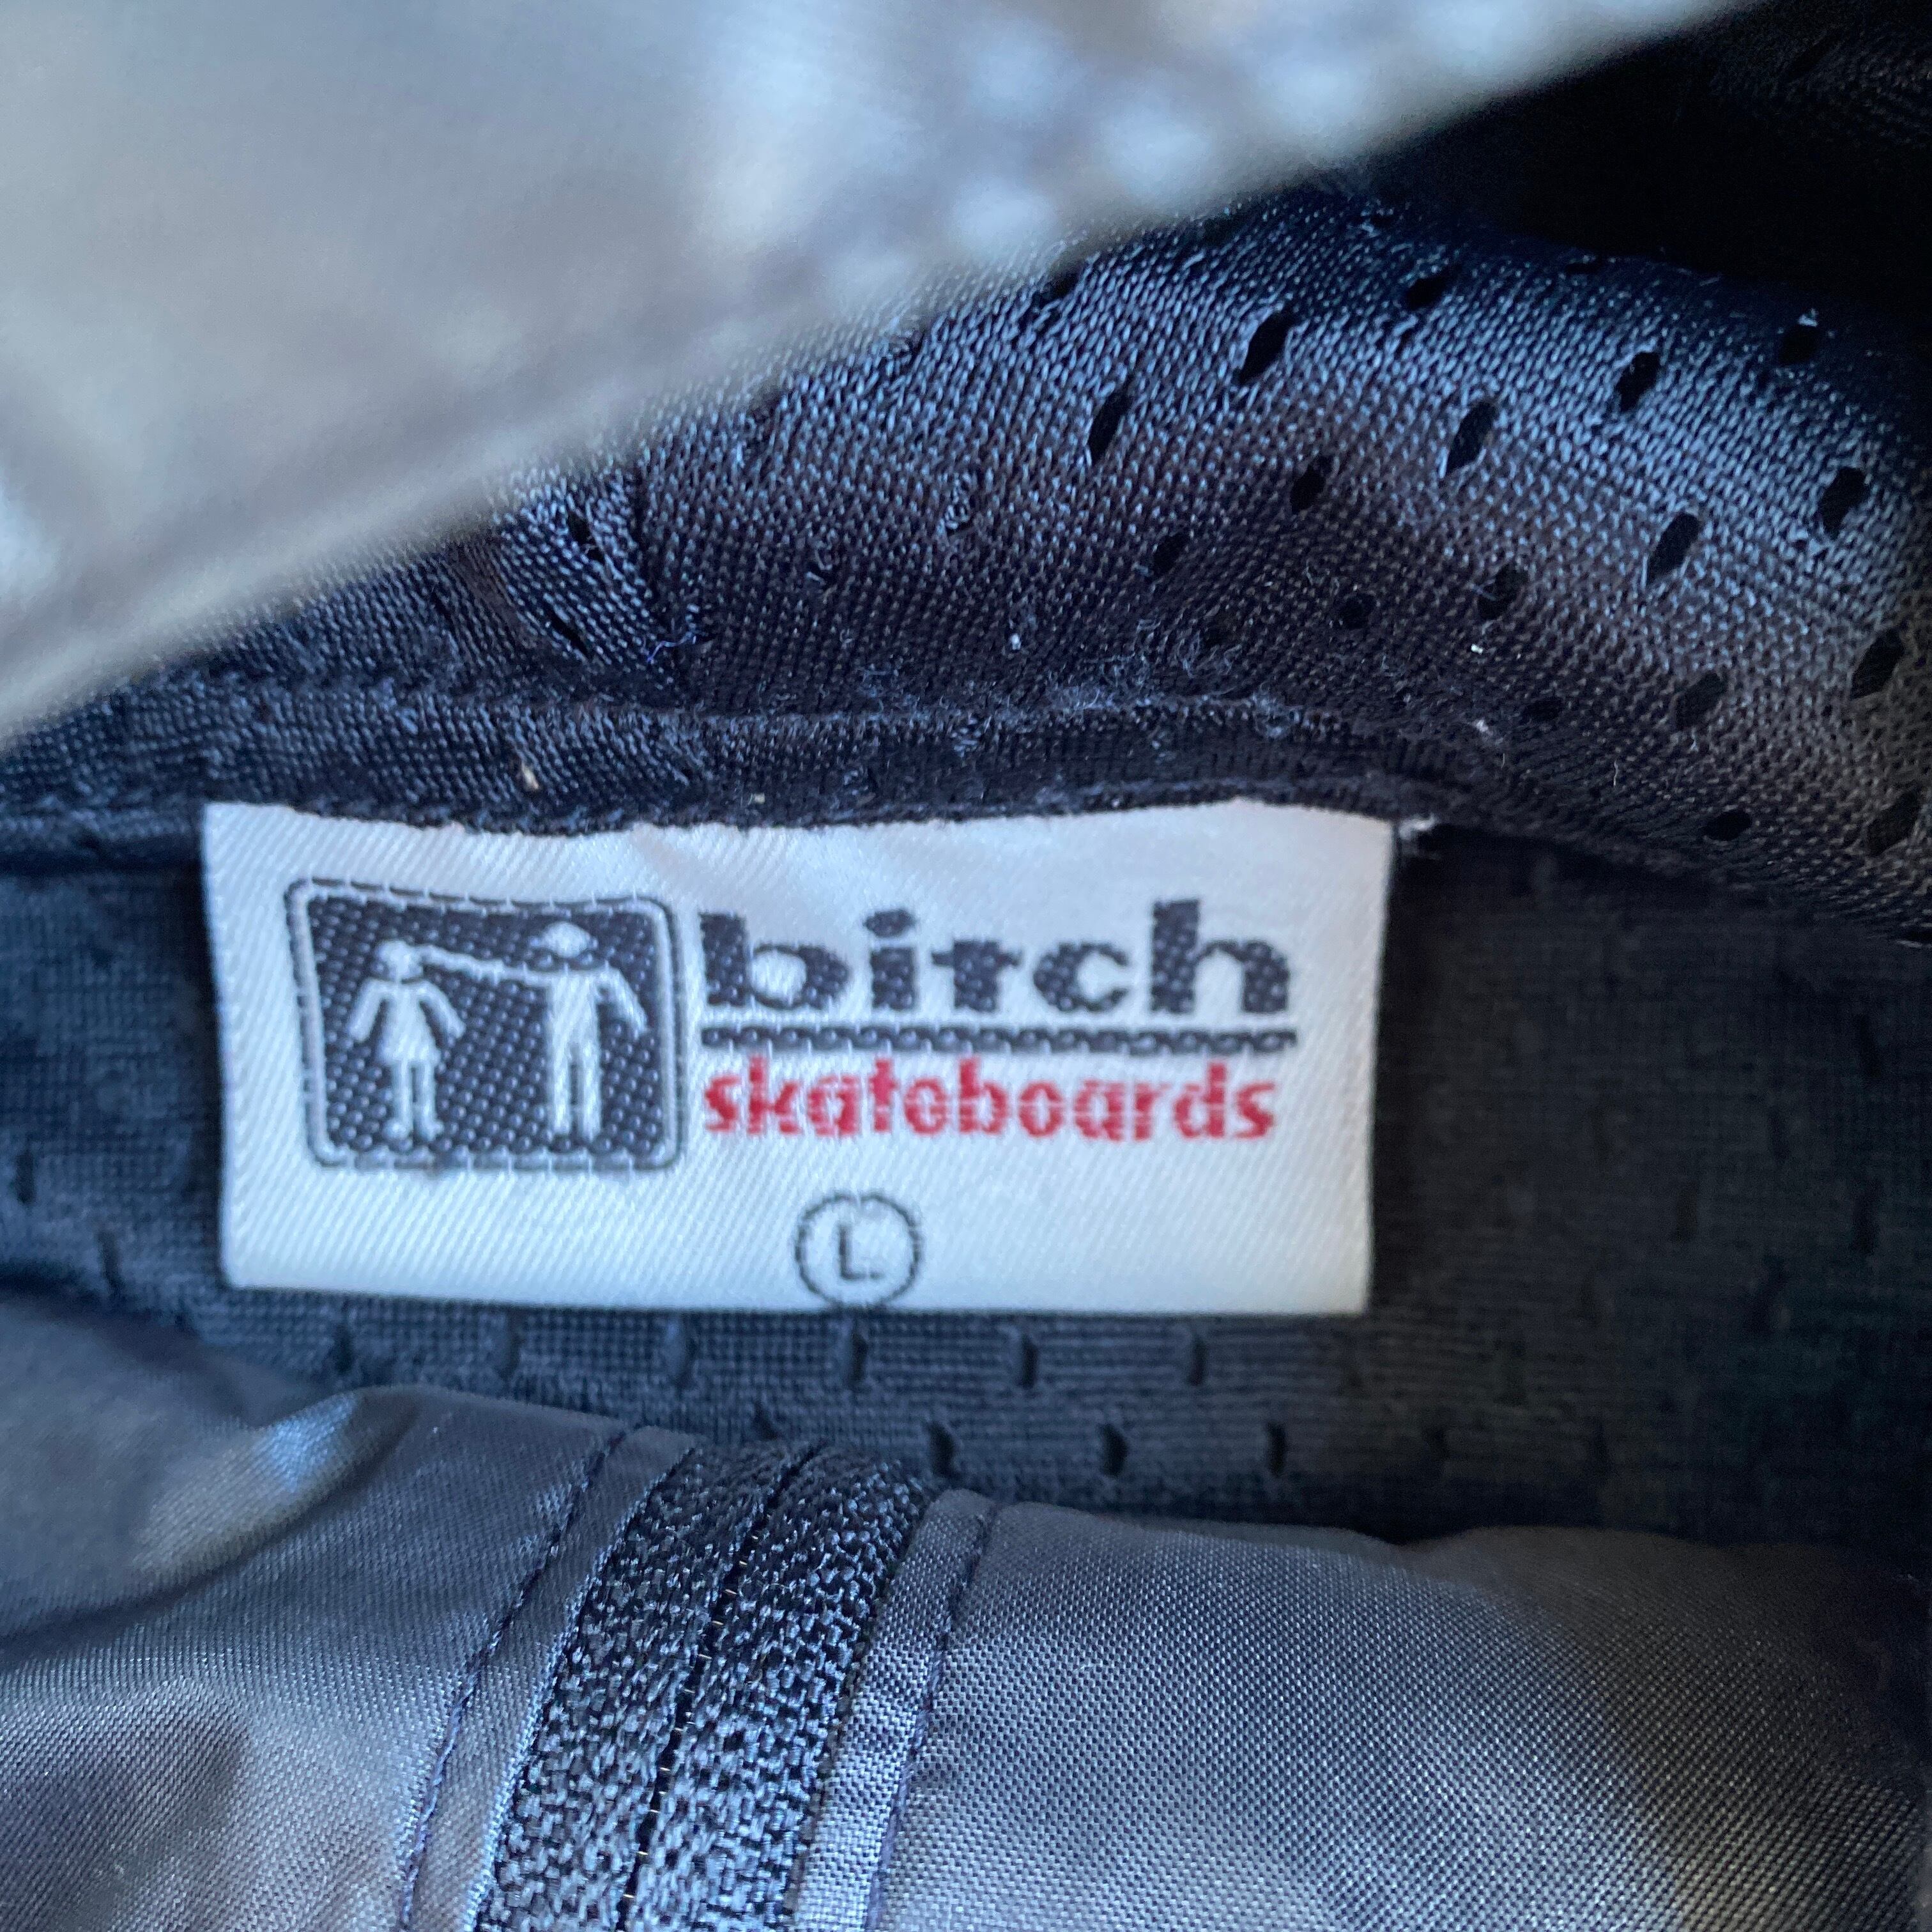 bitch
skateboards
L